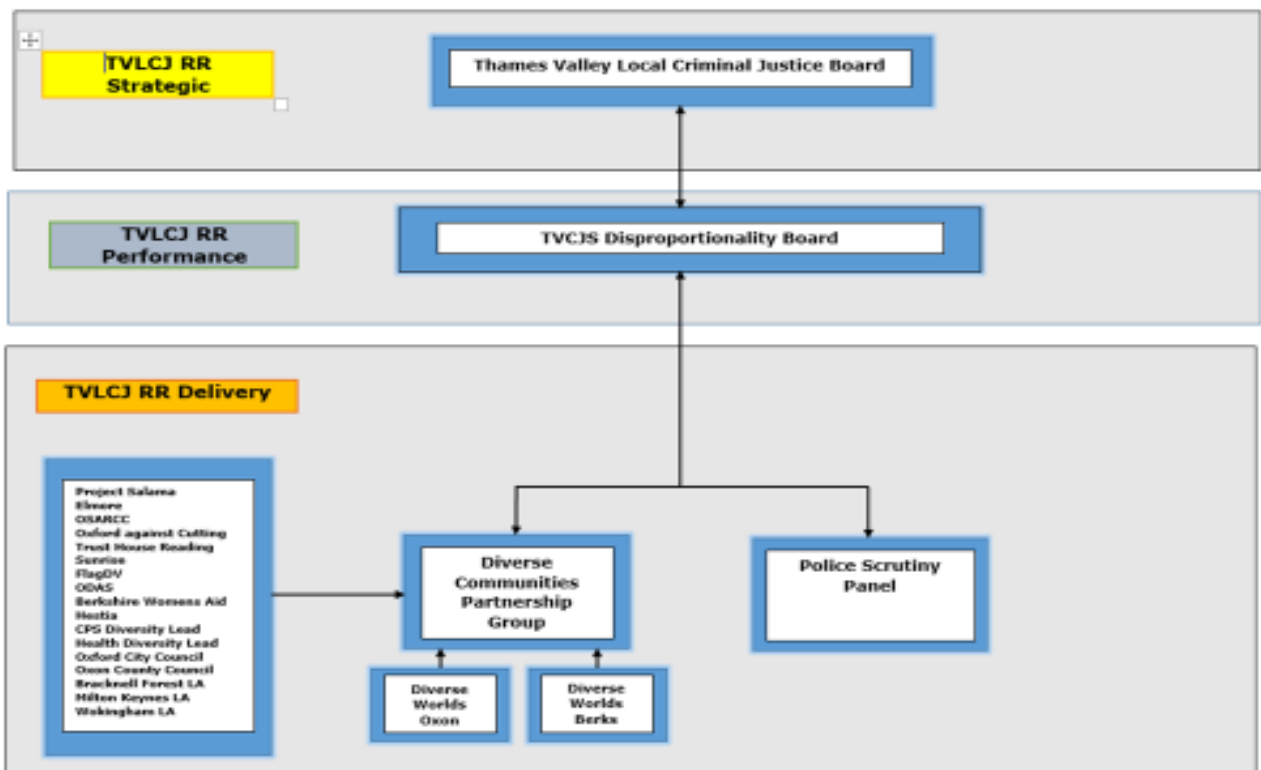 TVLCJ RR
Strategic
Thames Valley Local Criminal Justice Board
TVLCJ RR
Performance
TVCJS Disproportionality Board
TVLCJ RR Delivery
Project Salama
Elmore
OSARCC
Oxford against Cutting
Trust House Reading
Sunrise
FlagDV
ODAS
Berkshire Womens Aid
Hestia
CPS Diversity Lead
Health Diversity Lead
Oxford City Council
Oxon County Council
Bracknell Forest LA
Milton Keynes LA
Wokingham LA
Diverse
Communities
Partnership
Group
Police Scrutiny
Panel
Diverse
Worlds
Oxon
Diverse
Worlds
Berks